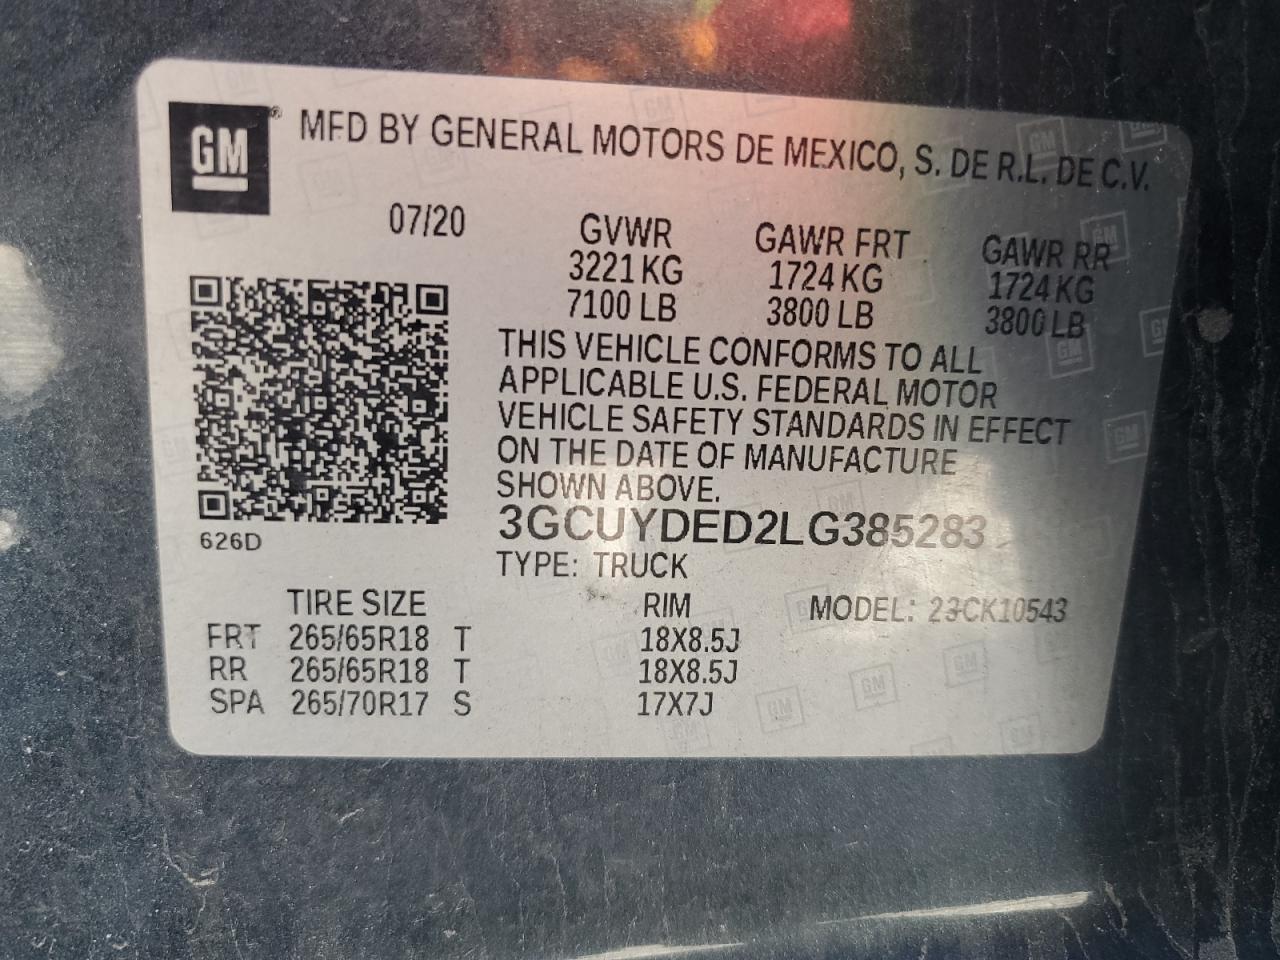 GM® MFD BY GENERAL MOTORS DE MEXICO, S. DE R.L. DE C.V.
07/20
GVWR GAWR FRT GAWR RR
3221 KG 1724 KG 1724 KG
7100 LB 3800 LB 3800 LB
THIS VEHICLE CONFORMS TO ALL
APPLICABLE U.S. FEDERAL MOTOR
VEHICLE SAFETY STANDARDS IN EFFECT
ON THE DATE OF MANUFACTURE
SHOWN ABOVE.
3GCUYDED2LG385283
626D
TYPE: TRUCK
TIRE SIZE RIM MODEL: 23CK10543
FRT 265/65R18 T 18X8.5J
RR 265/65R18 T 18X8.5J
SPA 265/70R17 S 17X7J